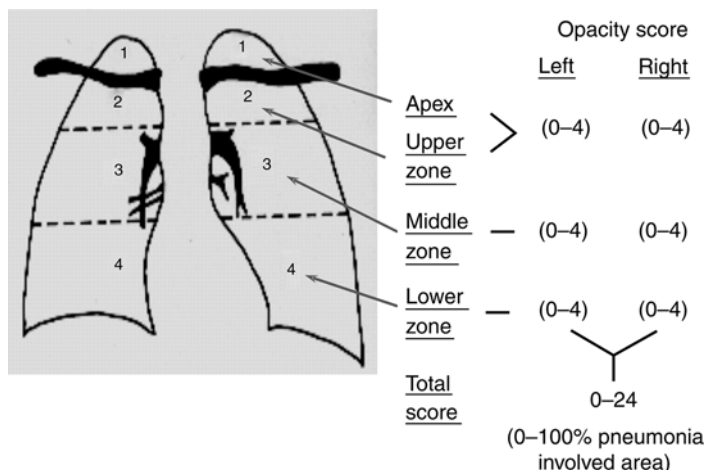 Opacity score
Left Right
1 1
2 2
3 3
4 4
Apex
Upper
zone
(0–4) (0–4)
Middle
zone
(0–4) (0–4)
Lower
zone
(0–4) (0–4)
Total
score
0–24
(0–100% pneumonia
involved area)